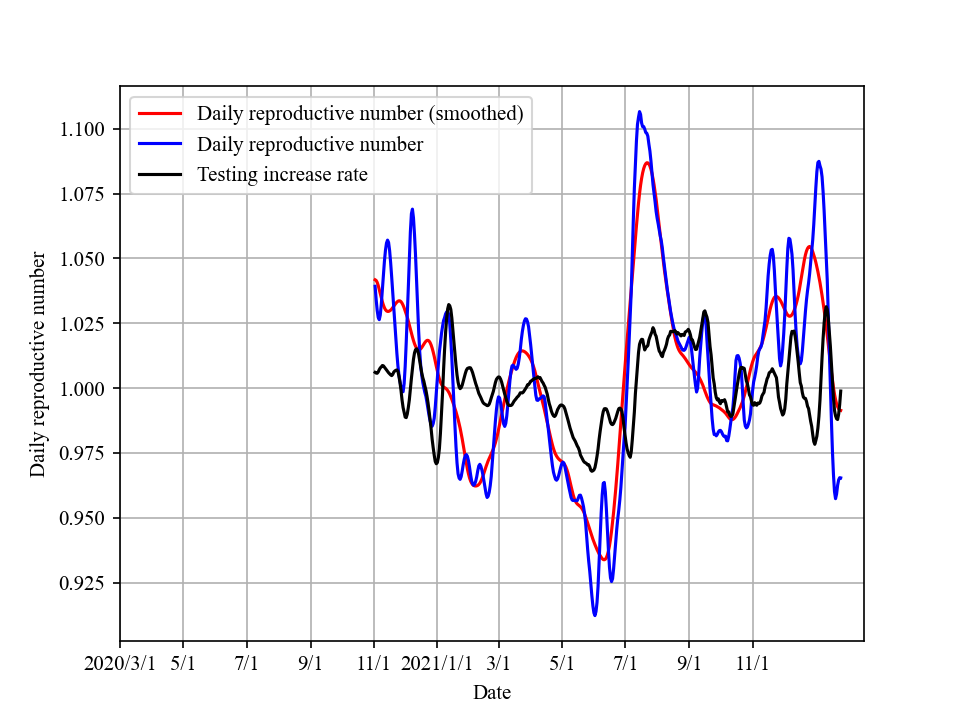 Daily reproductive number (smoothed)
Daily reproductive number
Testing increase rate
Daily reproductive number
1.100
1.075
1.050
1.025
1.000
0.975
0.950
0.925
2020/3/1 5/1 7/1 9/1 11/1 2021/1/1 3/1 5/1 7/1 9/1 11/1
Date